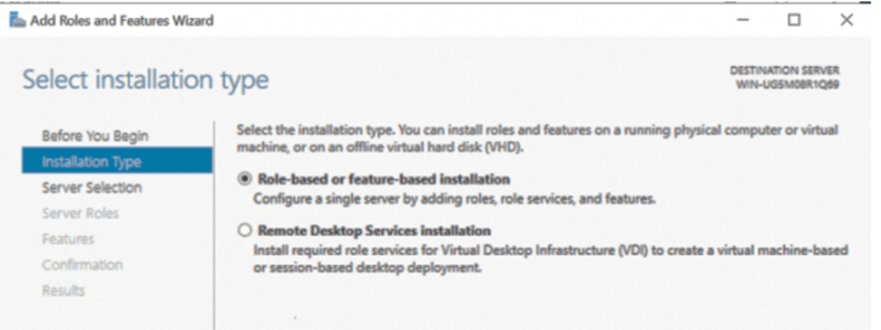 Add Roles and Features Wizard
Select installation type
DESTINATION SERVER
WIN-UGSM08R1Q69
Before You Begin
Installation Type
Server Selection
Server Roles
Features
Confirmation
Results
Select the installation type. You can install roles and features on a running physical computer or virtual
machine, or on an offline virtual hard disk (VHD).
Role-based or feature-based installation
Configure a single server by adding roles, role services, and features.
Remote Desktop Services installation
Install required role services for Virtual Desktop Infrastructure (VDI) to create a virtual machine-based
or session-based desktop deployment.